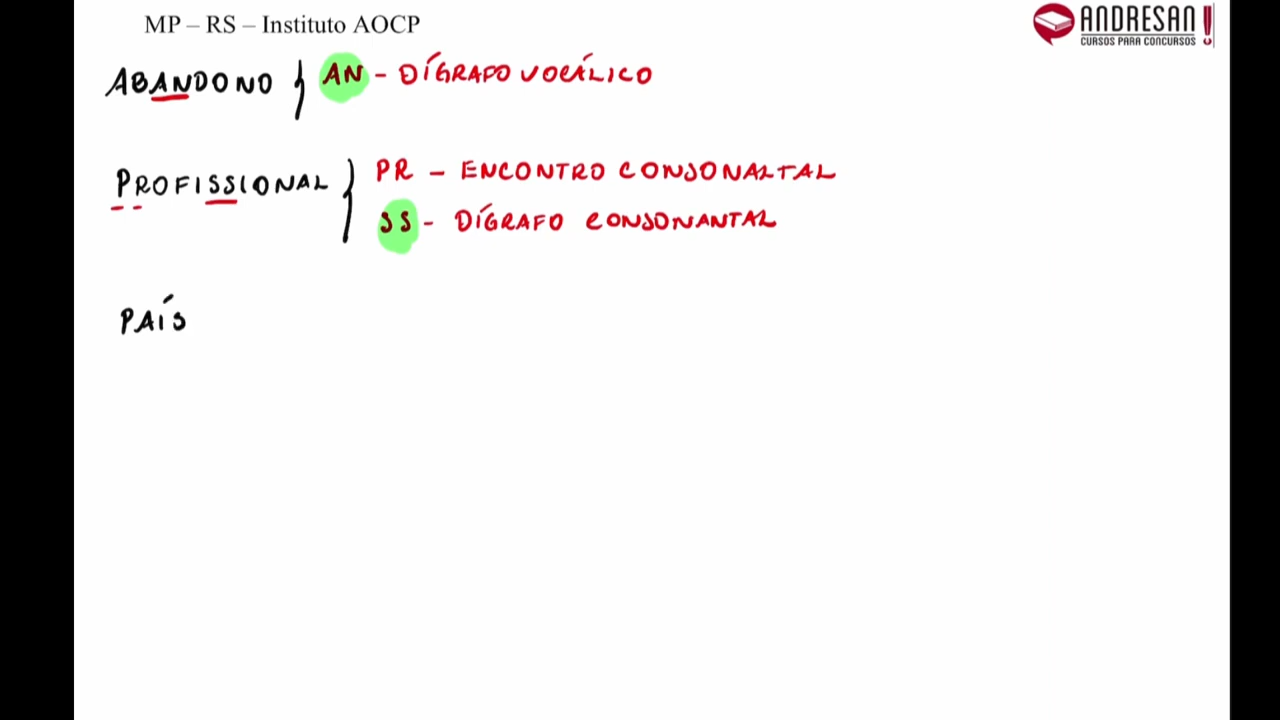 MP – RS – Instituto AOCP
ANDRESAN!
CURSOS PARA CONCURSOS
ABANDONO } AN – DÍGRAFO VOCÁLICO
PROFISSIONAL } PR – ENCONTRO CONSONALTAL
SS – DÍGRAFO CONSONANTAL
PAÍS